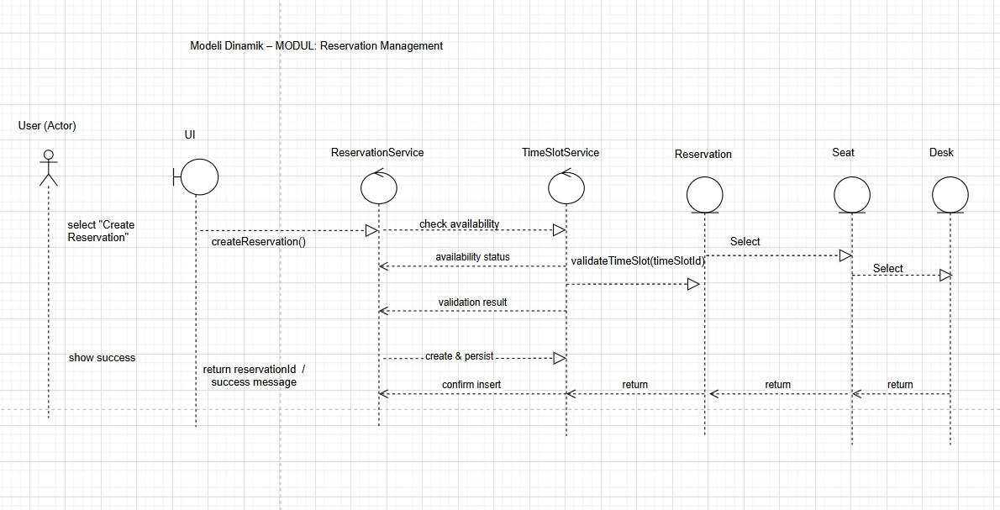 Modeli Dinamik – MODUL: Reservation Management
User (Actor)
UI
ReservationService
TimeSlotService
Reservation
Seat
Desk
select "Create
Reservation"
createReservation()
check availability
availability status
validateTimeSlot(timeSlotId)
Select
Select
validation result
show success
create & persist
return reservationId /
success message
confirm insert
return
return
return